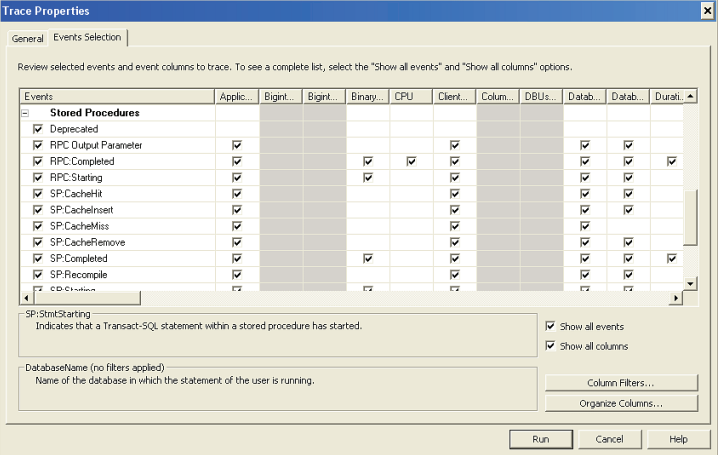 Trace Properties
General Events Selection
Review selected events and event columns to trace. To see a complete list, select the "Show all events" and "Show all columns" options.
Events Applic... Bigint... Bigint... Binary... CPU Client... Colum... DBUs... Datab... Datab... Durati...
Stored Procedures
Deprecated
RPC Output Parameter
RPC:Completed
RPC:Starting
SP:CacheHit
SP:CacheInsert
SP:CacheMiss
SP:CacheRemove
SP:Completed
SP:Recompile
SP:Starting
SP:StmtStarting
Indicates that a Transact-SQL statement within a stored procedure has started.
Show all events
Show all columns
DatabaseName (no filters applied)
Name of the database in which the statement of the user is running.
Column Filters...
Organize Columns...
Run Cancel Help